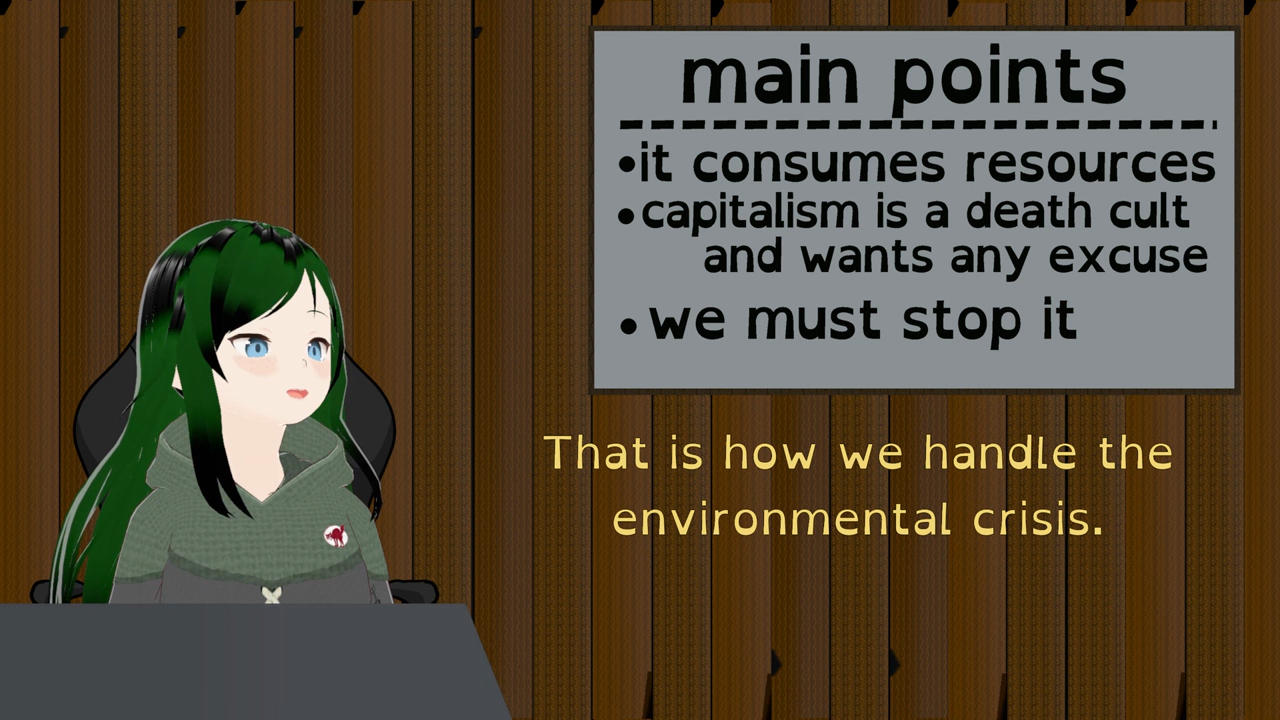 main points
•it consumes resources
•capitalism is a death cult
and wants any excuse
•we must stop it
That is how we handle the
environmental crisis.